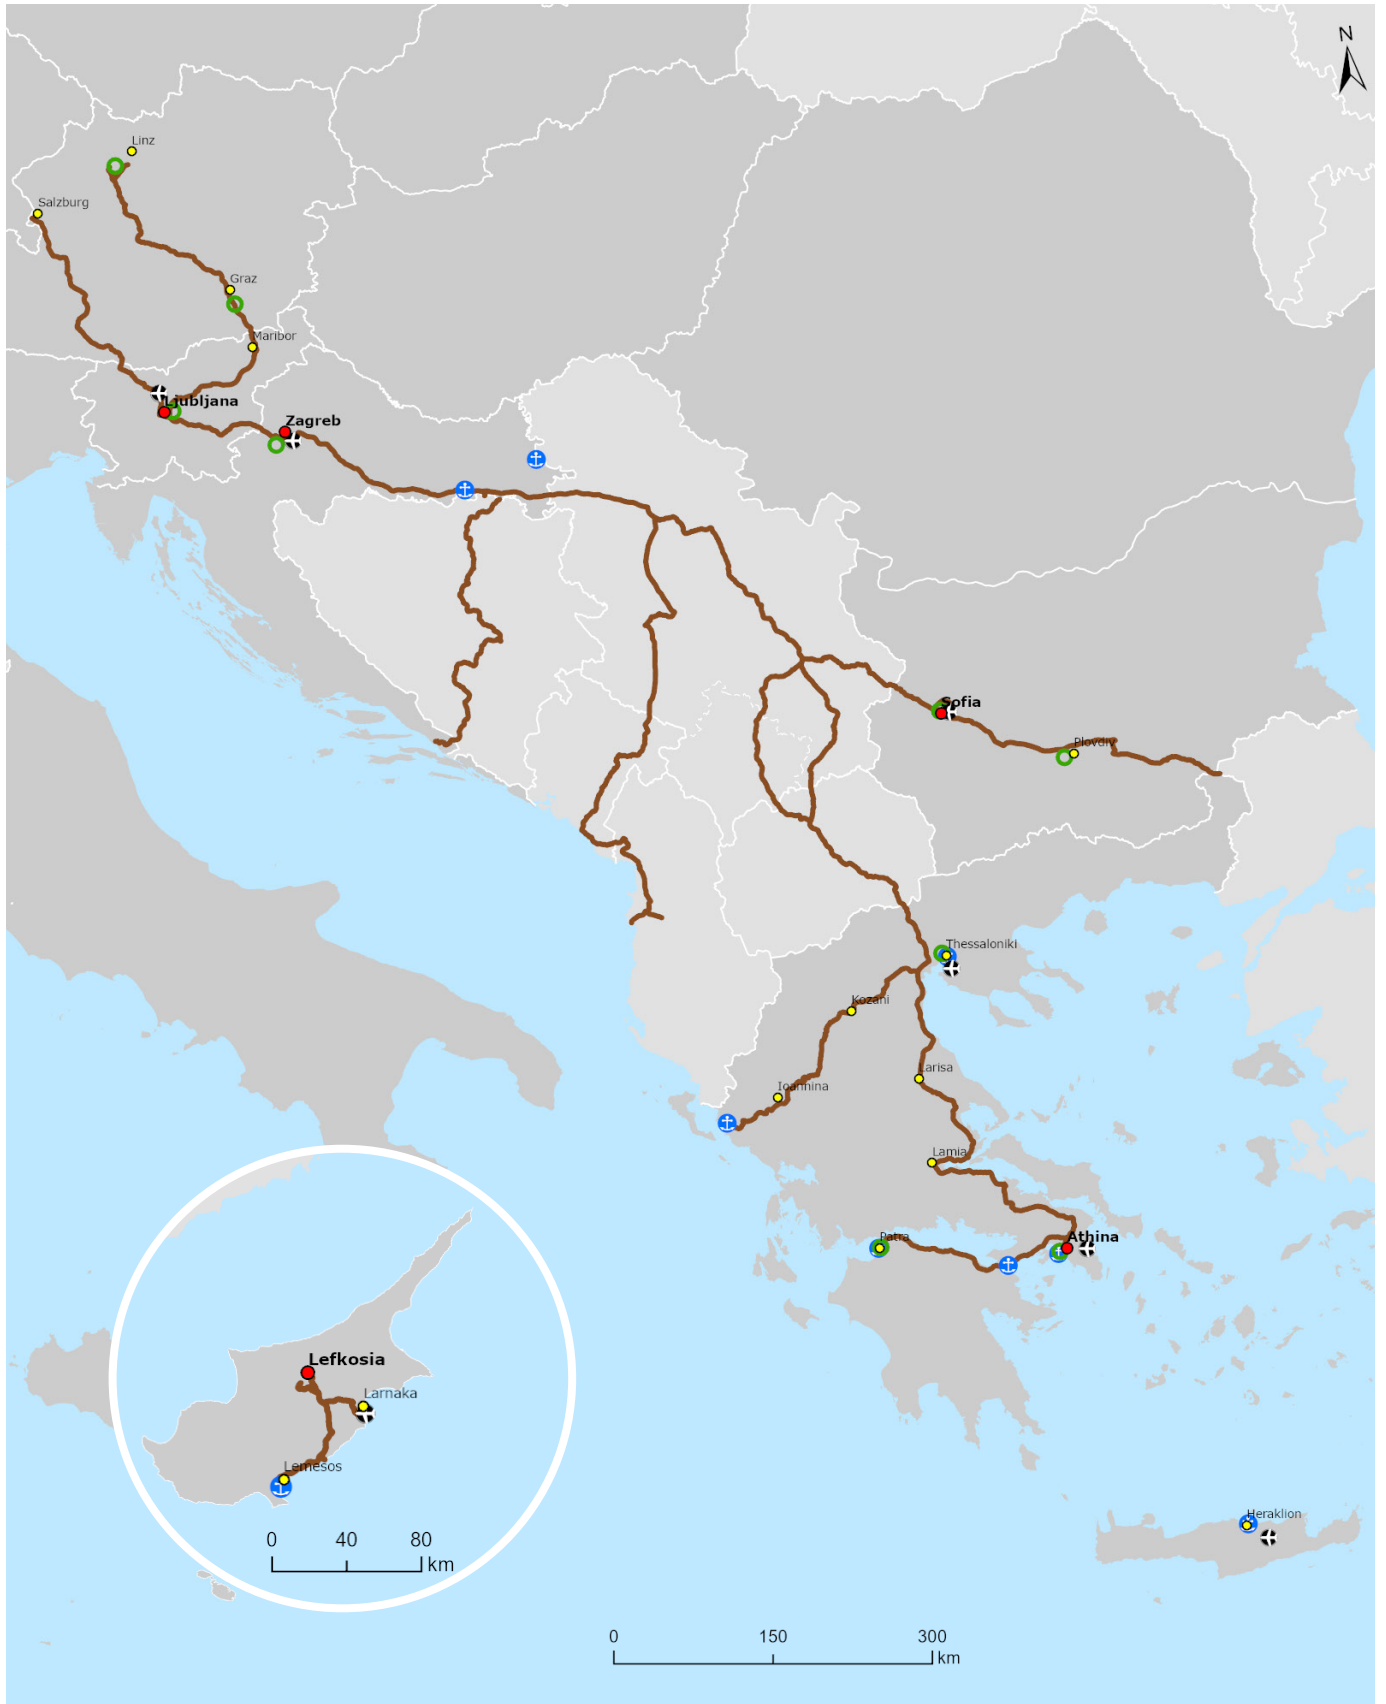 N
Linz
Salzburg
Graz
Maribor
Ljubljana
Zagreb
Sofia
Plovdiv
Thessaloniki
Kozani
Larisa
Ioannina
Lamia
Patra
Athina
Lefkosia
Larnaka
Lemesos
Heraklion
0 40 80
km
0 150 300
km